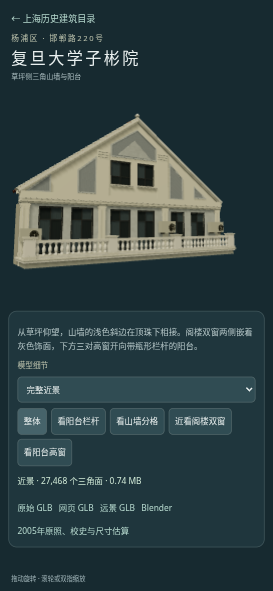 ← 上海历史建筑目录
杨浦区 · 邯郸路220号
复旦大学子彬院
草坪侧三角山墙与阳台
从草坪仰望，山墙的浅色斜边在顶珠下相接。阁楼双窗两侧嵌着
灰色饰面，下方三对高窗开向带瓶形栏杆的阳台。
模型细节
完整近景
整体
看阳台栏杆
看山墙分格
近看阁楼双窗
看阳台高窗
近景 · 27,468 个三角面 · 0.74 MB
原始 GLB 网页 GLB 远景 GLB Blender
2005年原照、校史与尺寸估算
拖动旋转 · 滚轮或双指缩放